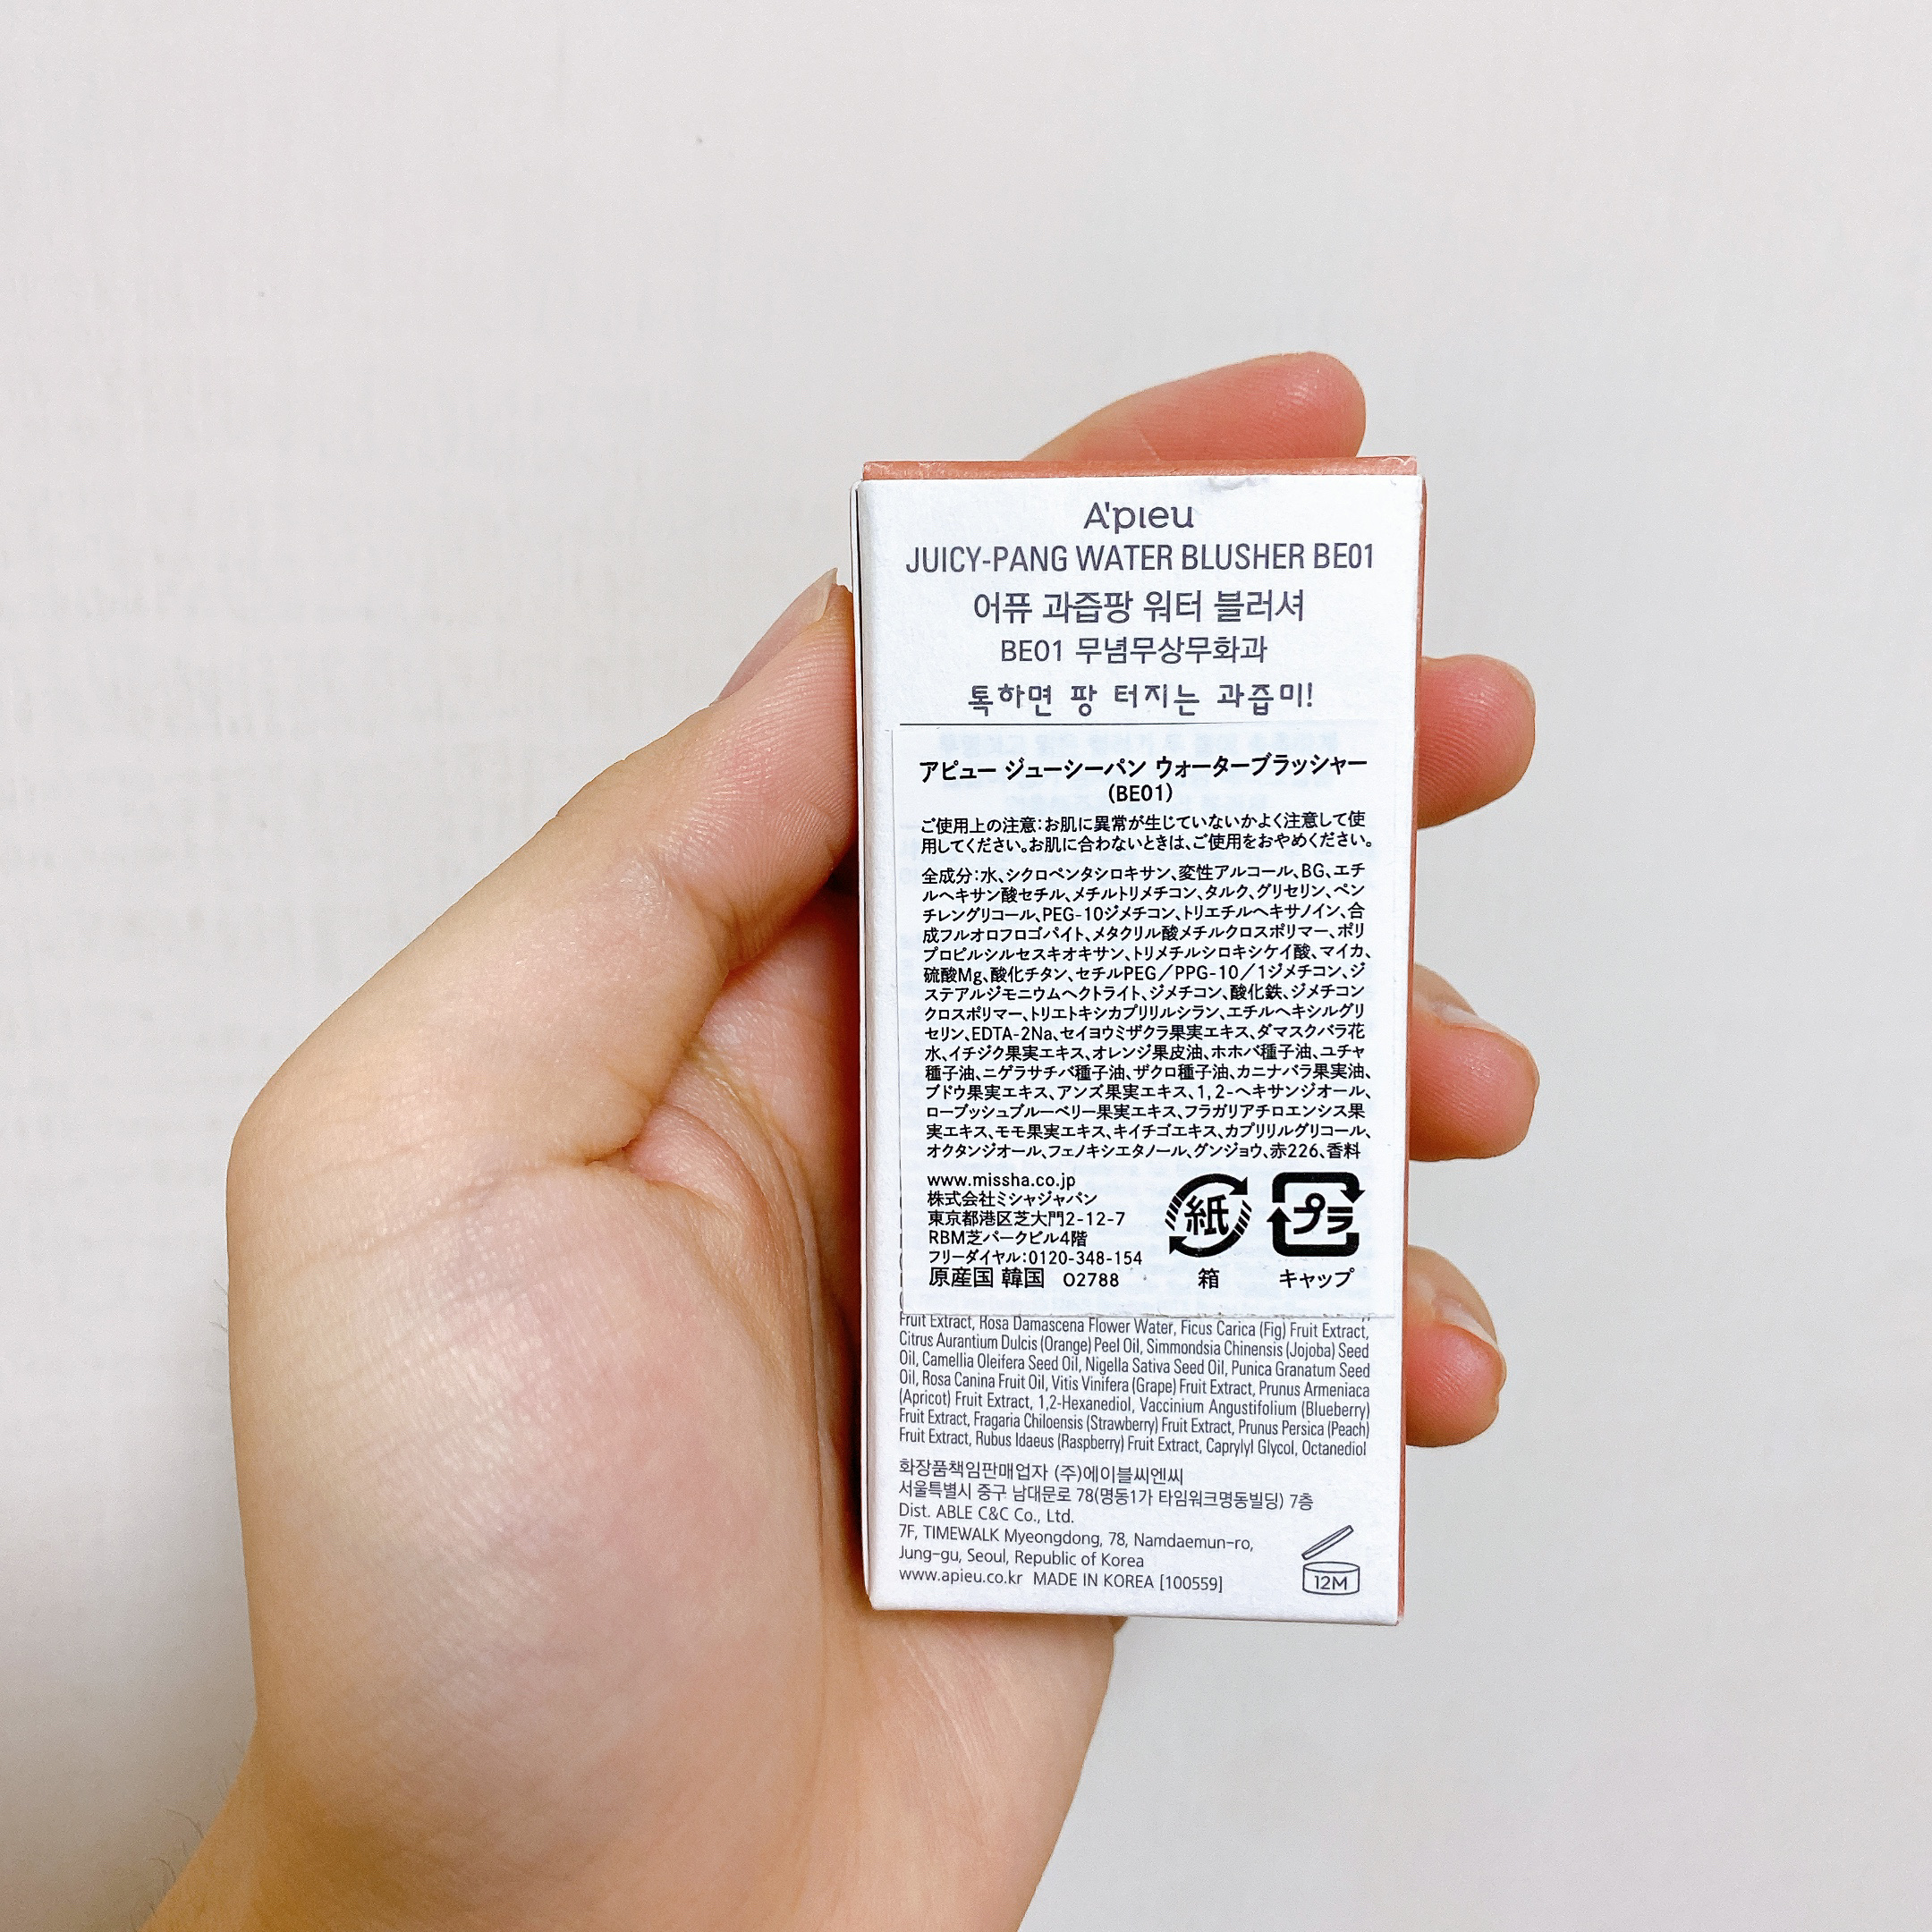 A'pieu
JUICY-PANG WATER BLUSHER BE01
어퓨 과즙팡 워터 블러셔
BE01 무념무상무화과
톡하면 팡 터지는 과즙미!
アピュー ジューシーパン ウォーターブラッシャー
(BE01)
ご使用上の注意:お肌に異常が生じていないかよく注意して使
用してください。お肌に合わないときは、ご使用をおやめください。
全成分:水、シクロペンタシロキサン、変性アルコール、BG、エチ
ルヘキサン酸セチル、メチルトリメチコン、タルク、グリセリン、ペン
チレングリコール、PEG-10ジメチコン、トリエチルヘキサノイン、合
成フルオロフロゴパイト、メタクリル酸メチルクロスポリマー、ポリ
プロピルシルセスキオキサン、トリメチルシロキシケイ酸、マイカ、
硫酸Mg、酸化チタン、セチルPEG/PPG-10/1ジメチコン、ジ
ステアルジモニウムヘクトライト、ジメチコン、酸化鉄、ジメチコン
クロスポリマー、トリエトキシカプリリルシラン、エチルヘキシルグリ
セリン、EDTA-2Na、セイヨウミザクラ果実エキス、ダマスクバラ花
水、イチジク果実エキス、オレンジ果皮油、ホホバ種子油、ユチャ
種子油、ニゲラサチバ種子油、ザクロ種子油、カニナバラ果実油、
ブドウ果実エキス、アンズ果実エキス、1,2-ヘキサンジオール、
ローブッシュブルーベリー果実エキス、フラガリアチロエンシス果
実エキス、モモ果実エキス、キイチゴエキス、カプリリルグリコール、
オクタンジオール、フェノキシエタノール、グンジョウ、赤226、香料
www.missha.co.jp
株式会社ミシャジャパン
東京都港区芝大門2-12-7
RBM芝パークビル4階
フリーダイヤル:0120-348-154
原産国 韓国 02788
紙
箱
プラ
キャップ
Fruit Extract, Rosa Damascena Flower Water, Ficus Carica (Fig) Fruit Extract,
Citrus Aurantium Dulcis (Orange) Peel Oil, Simmondsia Chinensis (Jojoba) Seed
Oil, Camellia Oleifera Seed Oil, Nigella Sativa Seed Oil, Punica Granatum Seed
Oil, Rosa Canina Fruit Oil, Vitis Vinifera (Grape) Fruit Extract, Prunus Armeniaca
(Apricot) Fruit Extract, 1,2-Hexanediol, Vaccinium Angustifolium (Blueberry)
Fruit Extract, Fragaria Chiloensis (Strawberry) Fruit Extract, Prunus Persica (Peach)
Fruit Extract, Rubus Idaeus (Raspberry) Fruit Extract, Caprylyl Glycol, Octanediol
화장품책임판매업자 (주)에이블씨엔씨
서울특별시 중구 남대문로 78(명동1가 타임워크명동빌딩) 7층
Dist. ABLE C&C Co., Ltd.
7F, TIMEWALK Myeongdong, 78, Namdaemun-ro,
Jung-gu, Seoul, Republic of Korea
www.apieu.co.kr MADE IN KOREA [100559]
12M